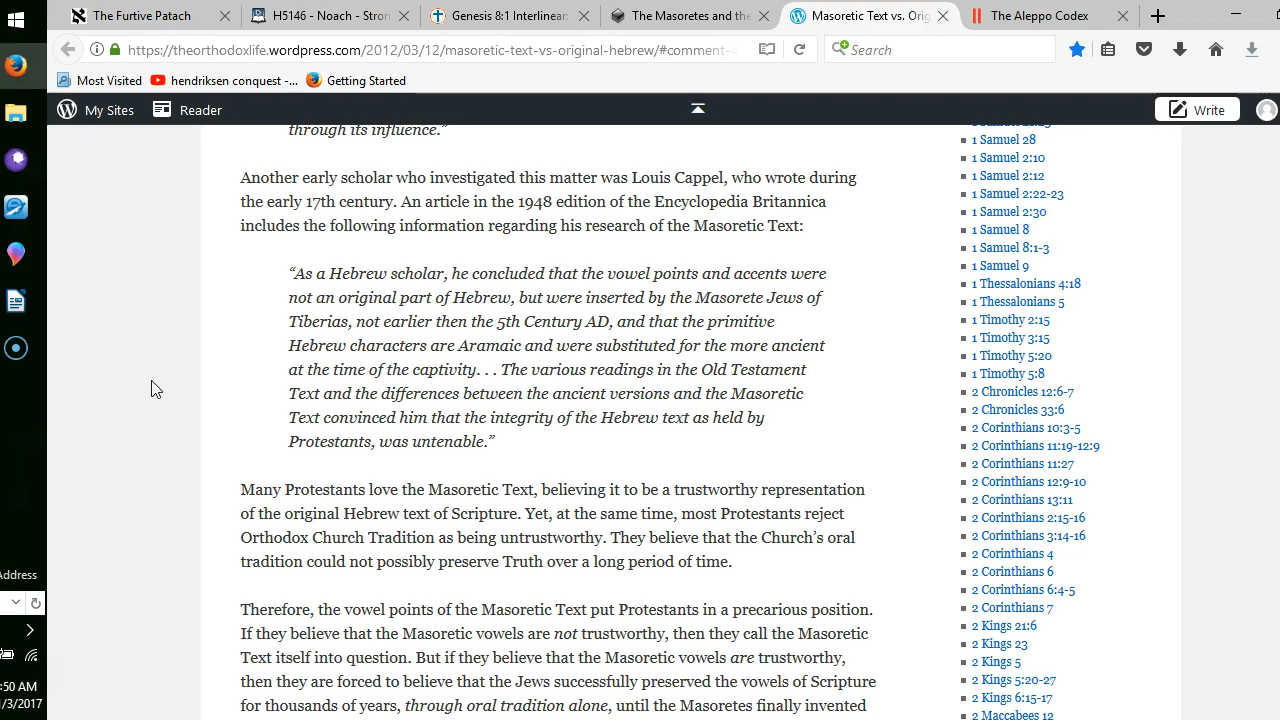 The Furtive Patach
H5146 - Noach - Stron
Genesis 8:1 Interlinear:
The Masoretes and the
Masoretic Text vs. Orig
The Aleppo Codex
https://theorthodoxlife.wordpress.com/2012/03/12/masoretic-text-vs-original-hebrew/#comment-
Search
Most Visited
hendriksen conquest -...
Getting Started
My Sites
Reader
Write
through its influence.”
Another early scholar who investigated this matter was Louis Cappel, who wrote during
the early 17th century. An article in the 1948 edition of the Encyclopedia Britannica
includes the following information regarding his research of the Masoretic Text:
“As a Hebrew scholar, he concluded that the vowel points and accents were
not an original part of Hebrew, but were inserted by the Masorete Jews of
Tiberias, not earlier then the 5th Century AD, and that the primitive
Hebrew characters are Aramaic and were substituted for the more ancient
at the time of the captivity. . . The various readings in the Old Testament
Text and the differences between the ancient versions and the Masoretic
Text convinced him that the integrity of the Hebrew text as held by
Protestants, was untenable.”
Many Protestants love the Masoretic Text, believing it to be a trustworthy representation
of the original Hebrew text of Scripture. Yet, at the same time, most Protestants reject
Orthodox Church Tradition as being untrustworthy. They believe that the Church’s oral
tradition could not possibly preserve Truth over a long period of time.
Therefore, the vowel points of the Masoretic Text put Protestants in a precarious position.
If they believe that the Masoretic vowels are not trustworthy, then they call the Masoretic
Text itself into question. But if they believe that the Masoretic vowels are trustworthy,
then they are forced to believe that the Jews successfully preserved the vowels of Scripture
for thousands of years, through oral tradition alone, until the Masoretes finally invented
1 Samuel 28
1 Samuel 2:10
1 Samuel 2:12
1 Samuel 2:22-23
1 Samuel 2:30
1 Samuel 8
1 Samuel 8:1-3
1 Samuel 9
1 Thessalonians 4:18
1 Thessalonians 5
1 Timothy 2:15
1 Timothy 3:15
1 Timothy 5:20
1 Timothy 5:8
2 Chronicles 12:6-7
2 Chronicles 33:6
2 Corinthians 10:3-5
2 Corinthians 11:19-12:9
2 Corinthians 11:27
2 Corinthians 12:9-10
2 Corinthians 13:11
2 Corinthians 2:15-16
2 Corinthians 3:14-16
2 Corinthians 4
2 Corinthians 6
2 Corinthians 6:4-5
2 Corinthians 7
2 Kings 21:6
2 Kings 23
2 Kings 5
2 Kings 5:20-27
2 Kings 6:15-17
2 Maccabees 12
Address
:50 AM
1/3/2017